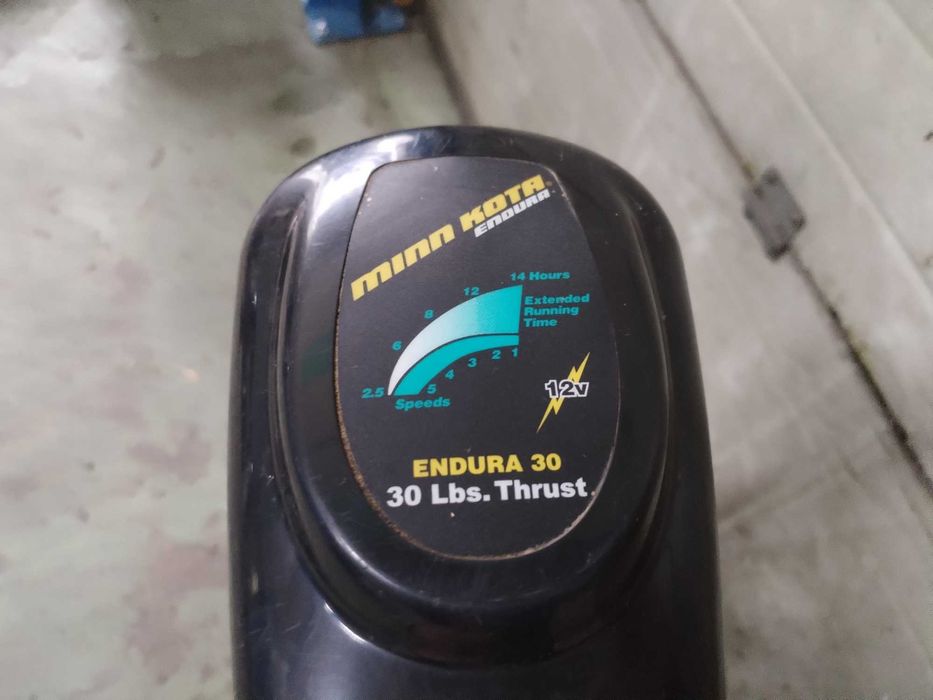 MINN KOTA
ENDURA
14 Hours
12
8
6
2.5
Extended
Running
Time
1
2
3
4
5
Speeds
12v
ENDURA 30
30 Lbs. Thrust